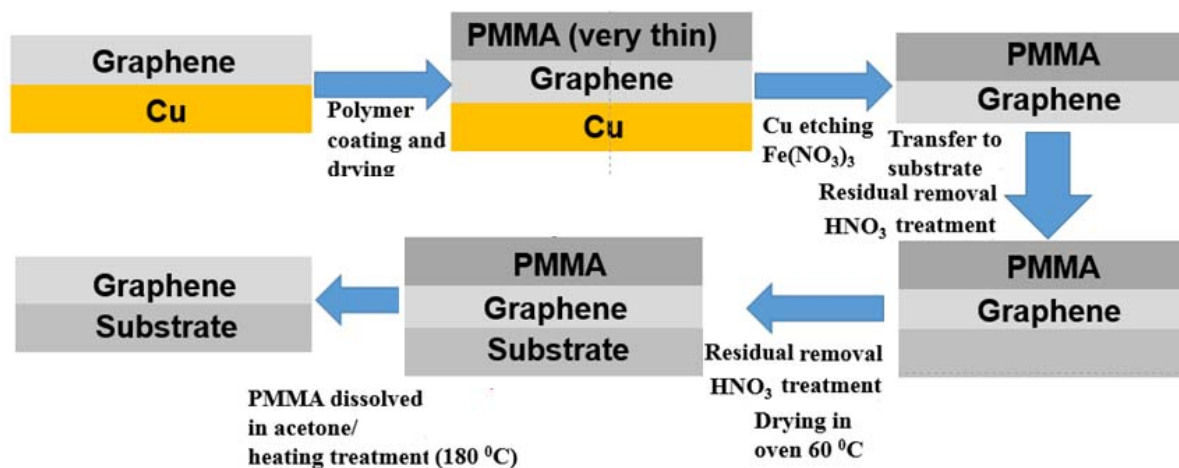 Graphene
Cu
Polymer
coating and
drying
PMMA (very thin)
Graphene
Cu
Cu etching
Fe(NO₃)₃
PMMA
Graphene
Transfer to
substrate
Residual removal
HNO₃ treatment
PMMA
Graphene
Residual removal
HNO₃ treatment
Drying in
oven 60 ⁰C
PMMA
Graphene
Substrate
PMMA dissolved
in acetone/
heating treatment (180 ⁰C)
Graphene
Substrate